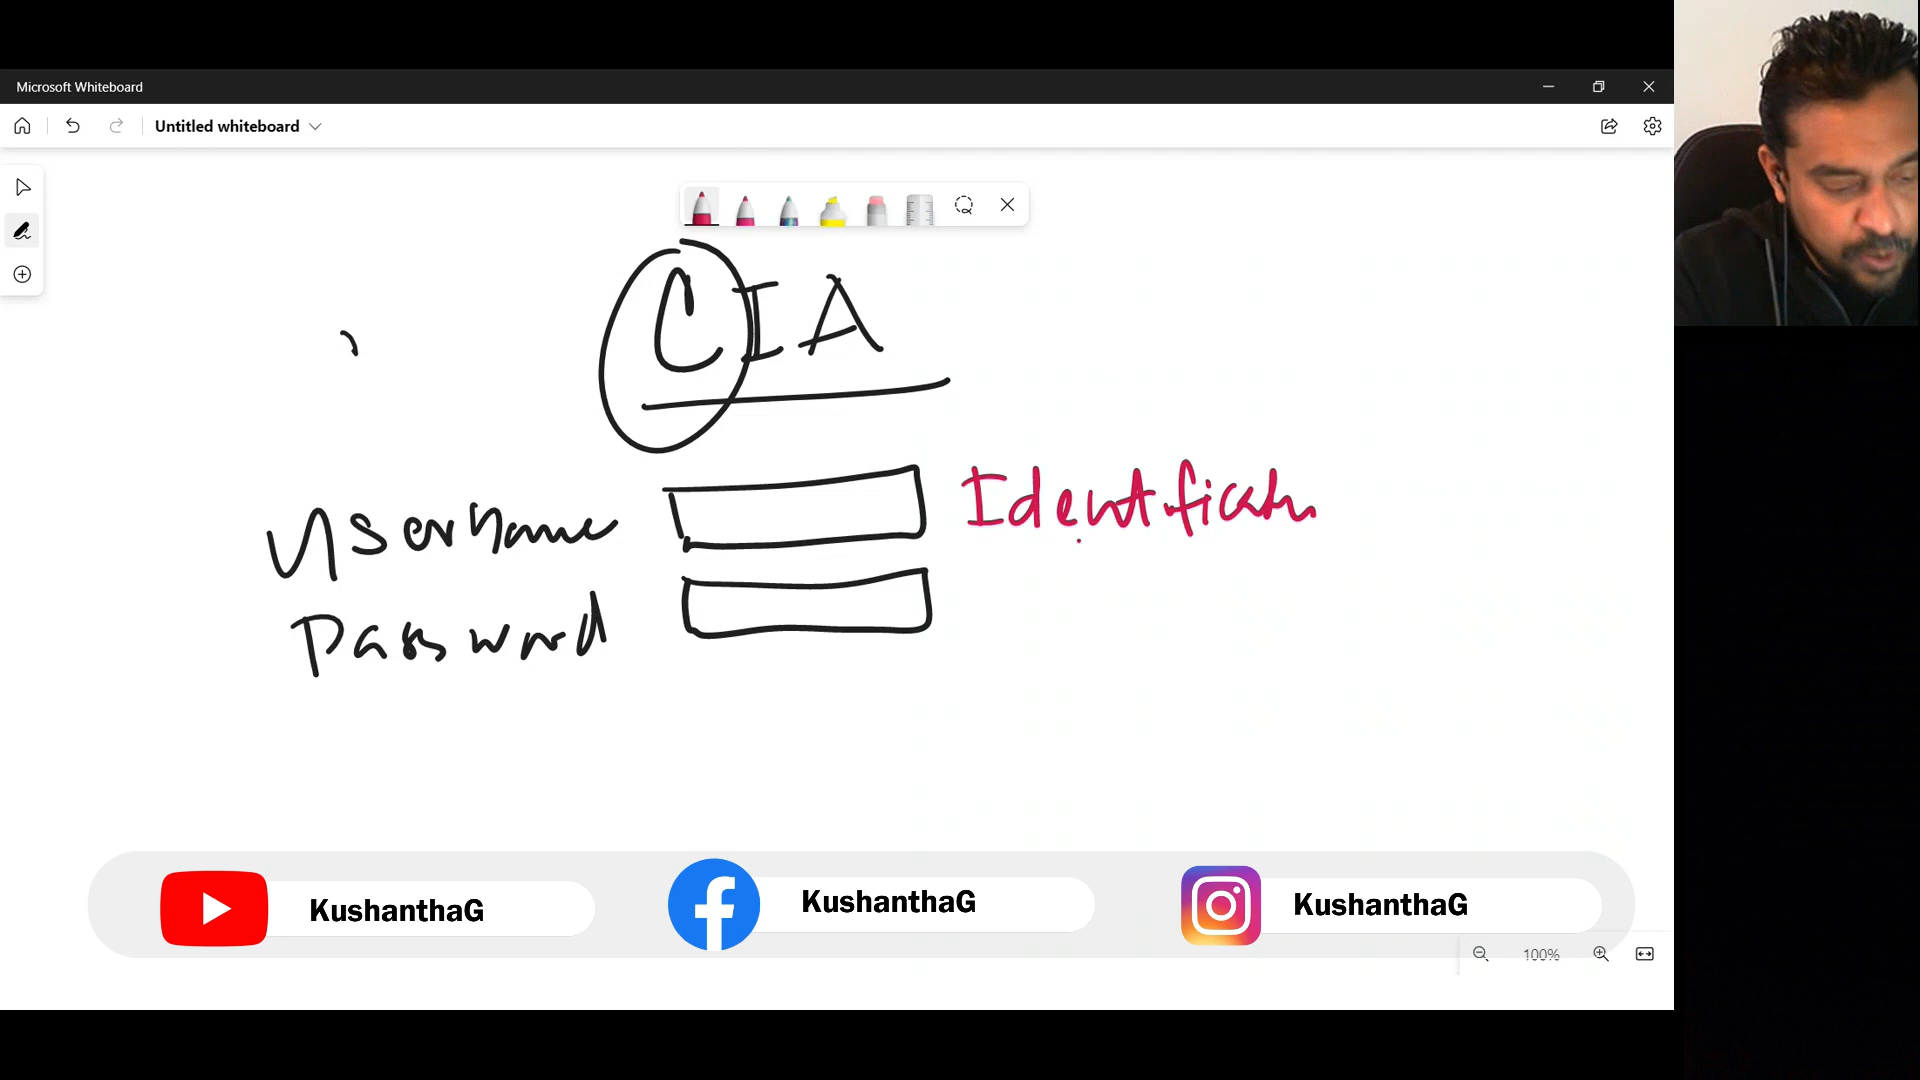 Microsoft Whiteboard
Untitled whiteboard
CIA
Username
Identificatn
Password
KushanthaG
KushanthaG
KushanthaG
100%